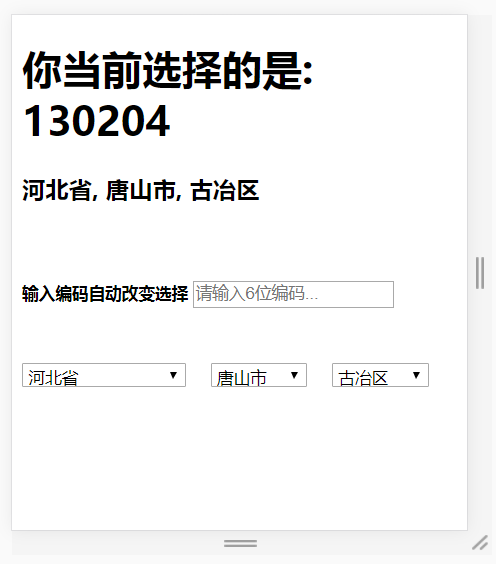 你当前选择的是:
130204
河北省, 唐山市, 古冶区
输入编码自动改变选择 请输入6位编码...
河北省 唐山市 古冶区